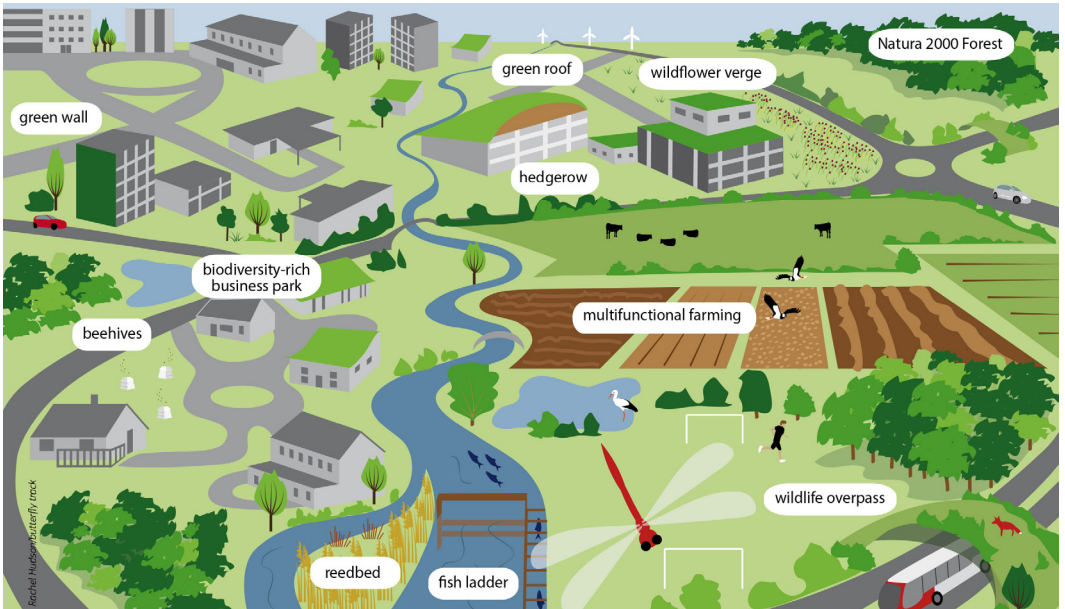 Natura 2000 Forest
green roof
wildflower verge
green wall
hedgerow
biodiversity-rich
business park
multifunctional farming
beehives
wildlife overpass
reedbed
fish ladder
Rachel Hudson/butterfly track